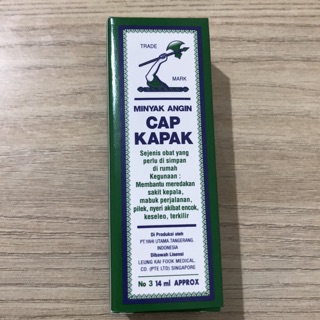 TRADE
MARK
MINYAK ANGIN
CAP
KAPAK
Sejenis obat yang
perlu di simpan
di rumah
Kegunaan :
Membantu meredakan
sakit kepala,
mabuk perjalanan,
pilek, nyeri akibat encok,
keseleo, terkilir
Di Produksi oleh
UTAMA TANGERANG
INDONESIA
Dibawah Lisensi
LEUNG KAI FOOK MEDICAL
CO. (PTE LTD) SINGAPORE
No 3 14 ml APPROX